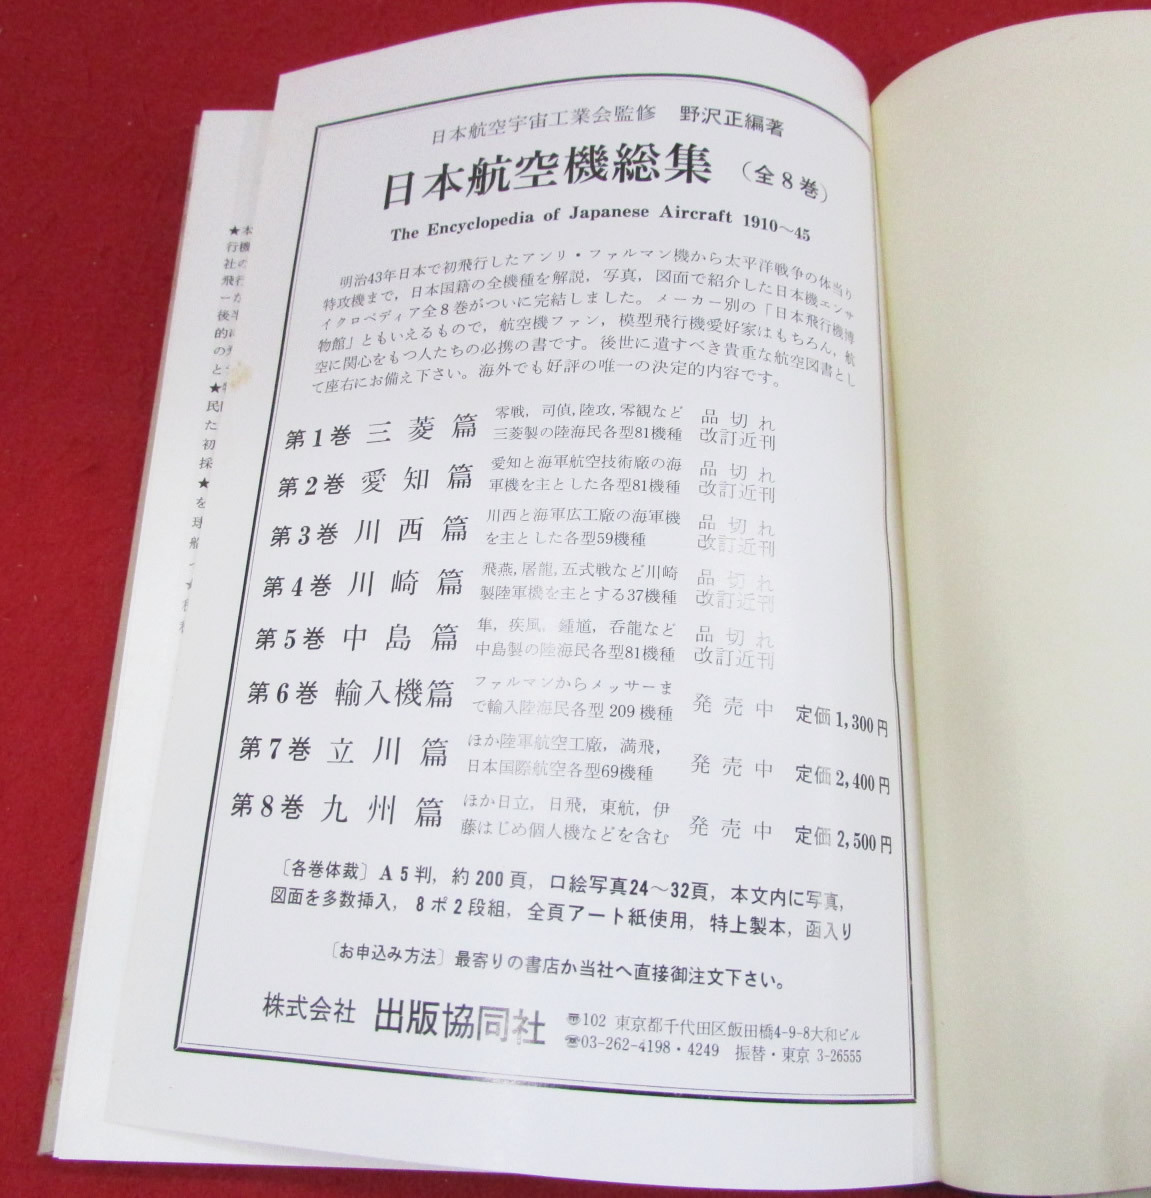 日本航空宇宙工業会監修 野沢正編著
日本航空機総集（全8巻）
The Encyclopedia of Japanese Aircraft 1910〜45
明治43年日本で初飛行したアンリ・ファルマン機から太平洋戦争の体当り
特攻機まで，日本国籍の全機種を解説，写真，図面で紹介した日本機エンサ
イクロペディア全8巻がついに完結しました。メーカー別の「日本飛行機博
物館」ともいえるもので，航空機ファン，模型飛行機愛好家はもちろん，航
空に関心をもつ人たちの必携の書です。後世に遺すべき貴重な航空図書とし
て座右にお備え下さい。海外でも好評の唯一の決定的内容です。
第1巻 三菱篇 零戦，司偵，陸攻，零観など 品切れ
三菱製の陸海民各型81機種 改訂近刊
第2巻 愛知篇 愛知と海軍航空技術廠の海 品切れ
軍機を主とした各型81機種 改訂近刊
第3巻 川西篇 川西と海軍広工廠の海軍機 品切れ
を主とした各型59機種 改訂近刊
第4巻 川崎篇 飛燕，屠龍，五式戦など川崎 品切れ
製陸軍機を主とする37機種 改訂近刊
第5巻 中島篇 隼，疾風，鍾馗，呑龍など 品切れ
中島製の陸海民各型81機種 改訂近刊
第6巻 輸入機篇 ファルマンからメッサーま 発売中 定価1,300円
で輸入陸海民各型209機種
第7巻 立川篇 ほか陸軍航空工廠，満飛， 発売中 定価2,400円
日本国際航空各型69機種
第8巻 九州篇 ほか日立，日飛，東航，伊 発売中 定価2,500円
藤はじめ個人機などを含む
〔各巻体裁〕A5判，約200頁，口絵写真24〜32頁，本文内に写真，
図面を多数挿入，8ポ2段組，全頁アート紙使用，特上製本，函入り
〔お申込み方法〕最寄りの書店か当社へ直接御注文下さい。
株式会社 出版協同社
〒102 東京都千代田区飯田橋4-9-8大和ビル
☎03-262-4198・4249 振替・東京 3-26555
★本
行機
社の
飛行
一
後
的
の
と
★
民
た
初
採
★
を